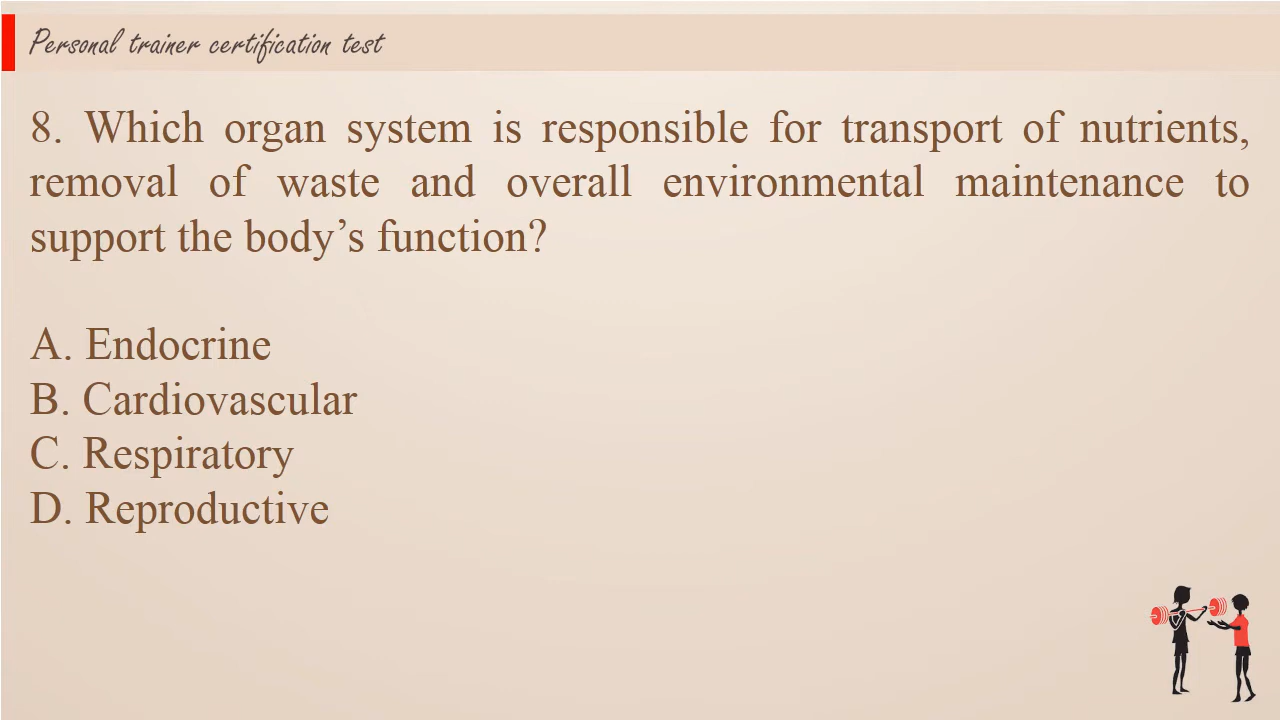 Personal trainer certification test
8. Which organ system is responsible for transport of nutrients,
removal of waste and overall environmental maintenance to
support the body’s function?
A. Endocrine
B. Cardiovascular
C. Respiratory
D. Reproductive